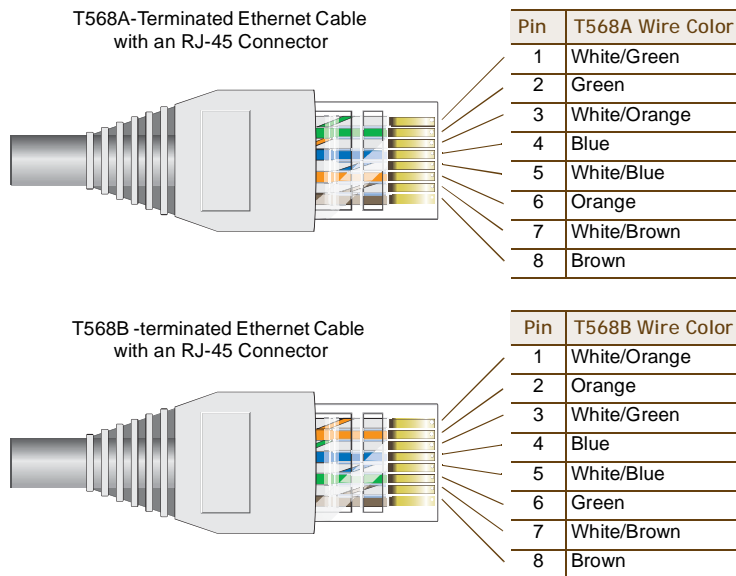 T568A-Terminated Ethernet Cable
with an RJ-45 Connector
Pin T568A Wire Color
1 White/Green
2 Green
3 White/Orange
4 Blue
5 White/Blue
6 Orange
7 White/Brown
8 Brown
T568B -terminated Ethernet Cable
with an RJ-45 Connector
Pin T568B Wire Color
1 White/Orange
2 Orange
3 White/Green
4 Blue
5 White/Blue
6 Green
7 White/Brown
8 Brown